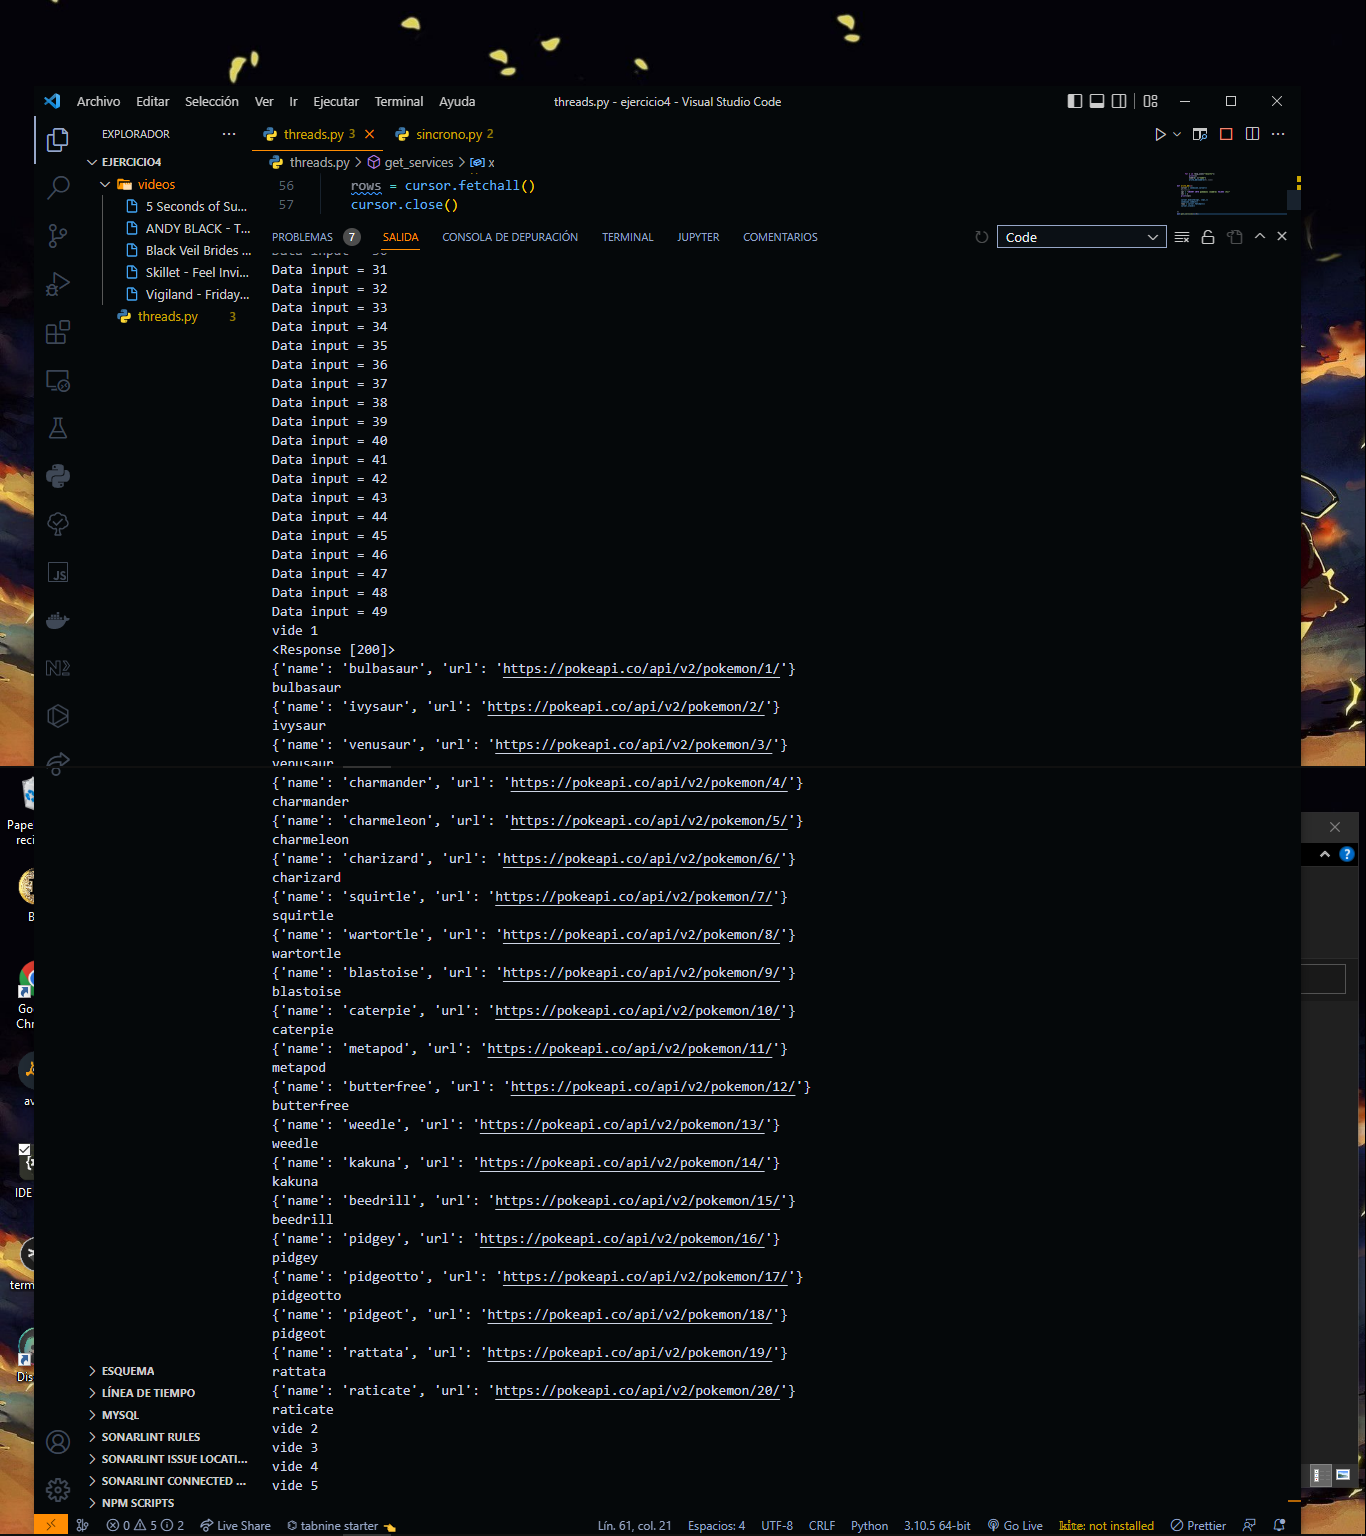 Archivo Editar Selección Ver Ir Ejecutar Terminal Ayuda
threads.py - ejercicio4 - Visual Studio Code
EXPLORADOR
threads.py 3
sincrono.py 2
EJERCICIO4
threads.py > get_services > x
videos
5 Seconds of Su...
ANDY BLACK - T...
Black Veil Brides ...
Skillet - Feel Invi...
Vigiland - Friday...
threads.py 3
56 rows = cursor.fetchall()
57 cursor.close()
PROBLEMAS 7 SALIDA CONSOLA DE DEPURACIÓN TERMINAL JUPYTER COMENTARIOS
Code
Data input = 30
Data input = 31
Data input = 32
Data input = 33
Data input = 34
Data input = 35
Data input = 36
Data input = 37
Data input = 38
Data input = 39
Data input = 40
Data input = 41
Data input = 42
Data input = 43
Data input = 44
Data input = 45
Data input = 46
Data input = 47
Data input = 48
Data input = 49
vide 1
<Response [200]>
{'name': 'bulbasaur', 'url': 'https://pokeapi.co/api/v2/pokemon/1/'}
bulbasaur
{'name': 'ivysaur', 'url': 'https://pokeapi.co/api/v2/pokemon/2/'}
ivysaur
{'name': 'venusaur', 'url': 'https://pokeapi.co/api/v2/pokemon/3/'}
venusaur
{'name': 'charmander', 'url': 'https://pokeapi.co/api/v2/pokemon/4/'}
charmander
{'name': 'charmeleon', 'url': 'https://pokeapi.co/api/v2/pokemon/5/'}
charmeleon
{'name': 'charizard', 'url': 'https://pokeapi.co/api/v2/pokemon/6/'}
charizard
{'name': 'squirtle', 'url': 'https://pokeapi.co/api/v2/pokemon/7/'}
squirtle
{'name': 'wartortle', 'url': 'https://pokeapi.co/api/v2/pokemon/8/'}
wartortle
{'name': 'blastoise', 'url': 'https://pokeapi.co/api/v2/pokemon/9/'}
blastoise
{'name': 'caterpie', 'url': 'https://pokeapi.co/api/v2/pokemon/10/'}
caterpie
{'name': 'metapod', 'url': 'https://pokeapi.co/api/v2/pokemon/11/'}
metapod
{'name': 'butterfree', 'url': 'https://pokeapi.co/api/v2/pokemon/12/'}
butterfree
{'name': 'weedle', 'url': 'https://pokeapi.co/api/v2/pokemon/13/'}
weedle
{'name': 'kakuna', 'url': 'https://pokeapi.co/api/v2/pokemon/14/'}
kakuna
{'name': 'beedrill', 'url': 'https://pokeapi.co/api/v2/pokemon/15/'}
beedrill
{'name': 'pidgey', 'url': 'https://pokeapi.co/api/v2/pokemon/16/'}
pidgey
{'name': 'pidgeotto', 'url': 'https://pokeapi.co/api/v2/pokemon/17/'}
pidgeotto
{'name': 'pidgeot', 'url': 'https://pokeapi.co/api/v2/pokemon/18/'}
pidgeot
{'name': 'rattata', 'url': 'https://pokeapi.co/api/v2/pokemon/19/'}
rattata
{'name': 'raticate', 'url': 'https://pokeapi.co/api/v2/pokemon/20/'}
raticate
vide 2
vide 3
vide 4
vide 5
Pape
reci
B
Go
Chr
av
IDE
term
Dis
ESQUEMA
LÍNEA DE TIEMPO
MYSQL
SONARLINT RULES
SONARLINT ISSUE LOCATI...
SONARLINT CONNECTED ...
NPM SCRIPTS
0 5 2 Live Share tabnine starter Lín. 61, col. 21 Espacios: 4 UTF-8 CRLF Python 3.10.5 64-bit Go Live kite: not installed Prettier